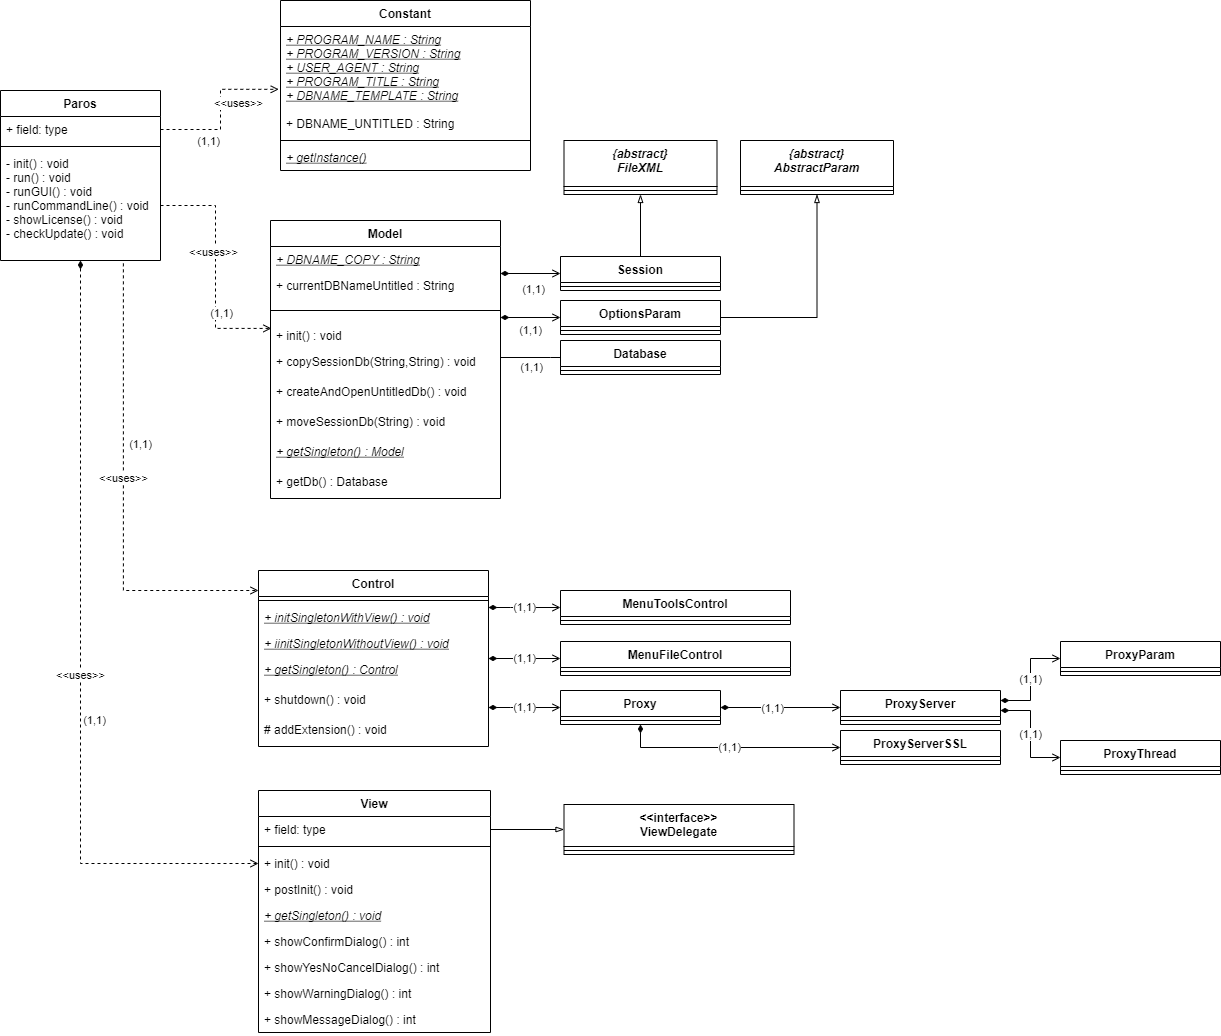 Constant
+ PROGRAM_NAME : String
+ PROGRAM_VERSION : String
+ USER_AGENT : String
+ PROGRAM_TITLE : String
+ DBNAME_TEMPLATE : String
+ DBNAME_UNTITLED : String
+ getInstance()
Paros
+ field: type
- init() : void
- run() : void
- runGUI() : void
- runCommandLine() : void
- showLicense() : void
- checkUpdate() : void
<<uses>>
(1,1)
<<uses>>
(1,1)
(1,1)
<<uses>>
<<uses>>
(1,1)
{abstract}
FileXML
{abstract}
AbstractParam
Model
+ DBNAME_COPY : String
+ currentDBNameUntitled : String
+ init() : void
+ copySessionDb(String,String) : void
+ createAndOpenUntitledDb() : void
+ moveSessionDb(String) : void
+ getSingleton() : Model
+ getDb() : Database
(1,1)
Session
(1,1)
OptionsParam
(1,1)
Database
Control
+ initSingletonWithView() : void
+ iinitSingletonWithoutView() : void
+ getSingleton() : Control
+ shutdown() : void
# addExtension() : void
(1,1)
MenuToolsControl
(1,1)
MenuFileControl
(1,1)
Proxy
(1,1)
ProxyServer
(1,1)
ProxyServerSSL
(1,1)
ProxyParam
(1,1)
ProxyThread
View
+ field: type
+ init() : void
+ postInit() : void
+ getSingleton() : void
+ showConfirmDialog() : int
+ showYesNoCancelDialog() : int
+ showWarningDialog() : int
+ showMessageDialog() : int
<<interface>>
ViewDelegate